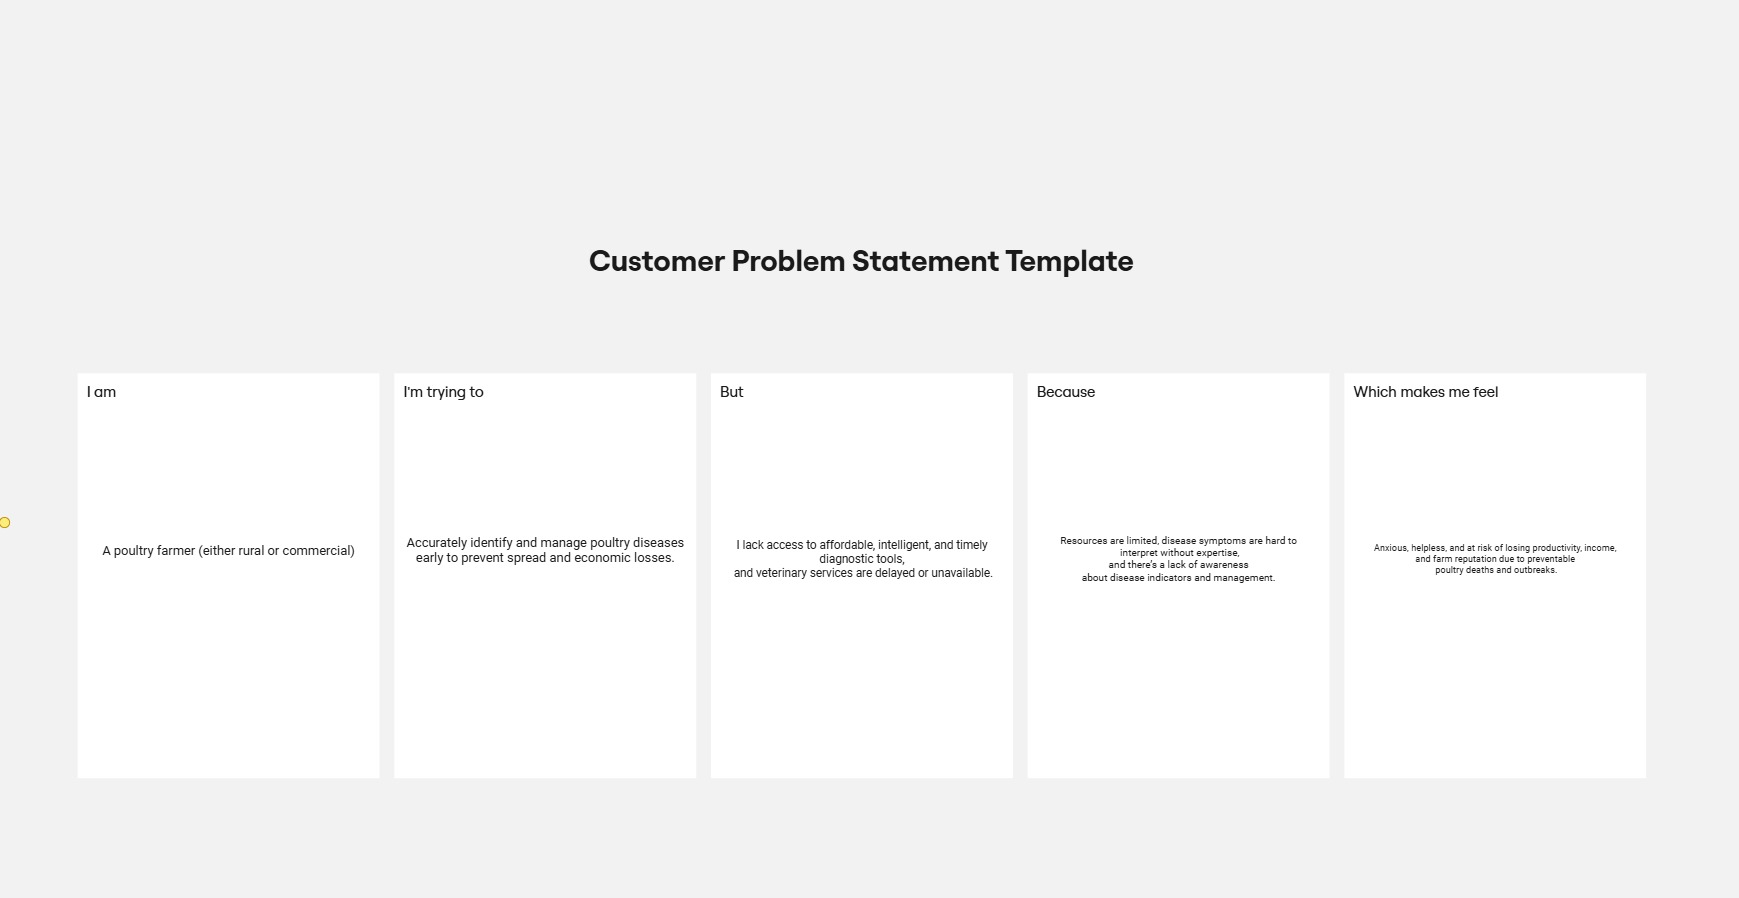 Customer Problem Statement Template
I am
A poultry farmer (either rural or commercial)
I'm trying to
Accurately identify and manage poultry diseases
early to prevent spread and economic losses.
But
I lack access to affordable, intelligent, and timely
diagnostic tools,
and veterinary services are delayed or unavailable.
Because
Resources are limited, disease symptoms are hard to
interpret without expertise,
and there's a lack of awareness
about disease indicators and management.
Which makes me feel
Anxious, helpless, and at risk of losing productivity, income,
and farm reputation due to preventable
poultry deaths and outbreaks.